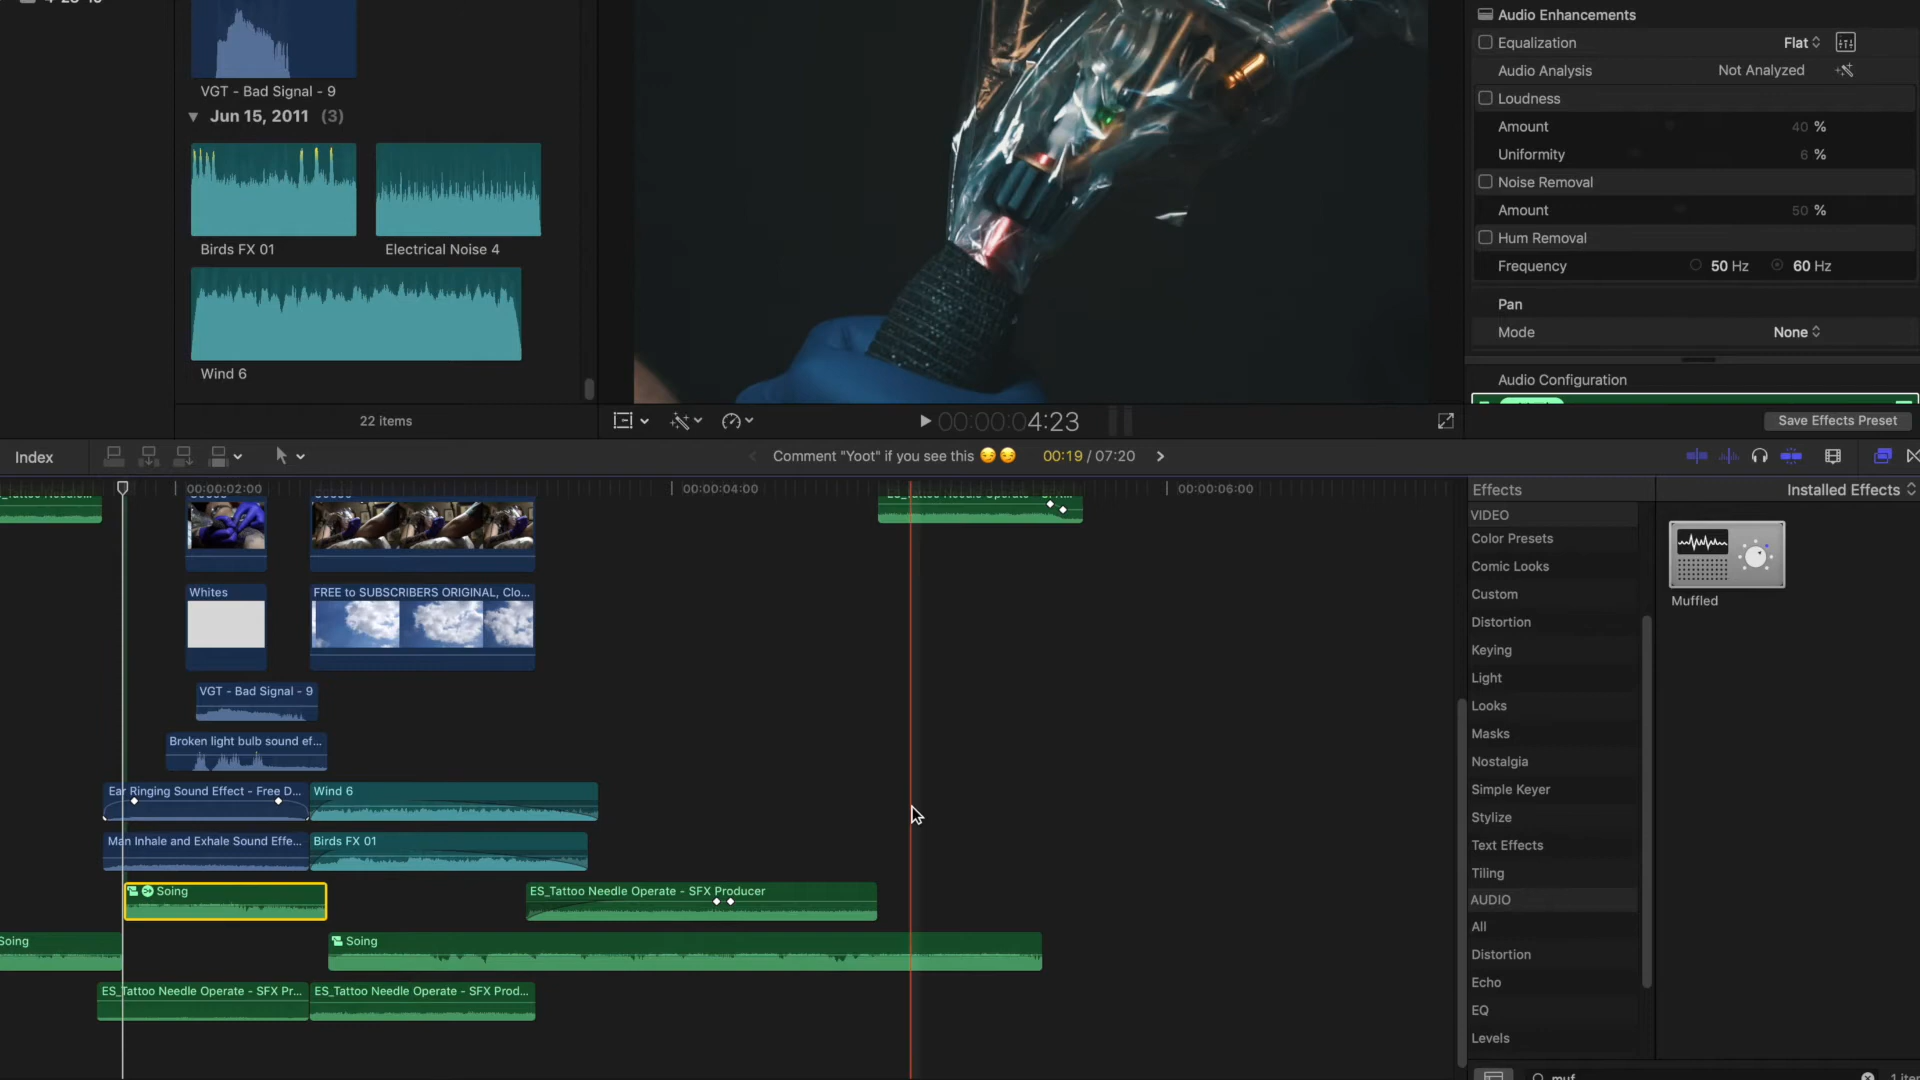 VGT - Bad Signal - 9
Jun 15, 2011 (3)
Birds FX 01
Electrical Noise 4
Wind 6
22 items
00:00:04:23
Audio Enhancements
Equalization
Flat
Audio Analysis
Not Analyzed
Loudness
Amount
40 %
Uniformity
6 %
Noise Removal
Amount
50 %
Hum Removal
Frequency
50 Hz
60 Hz
Pan
Mode
None
Audio Configuration
Save Effects Preset
Index
Comment "Yoot" if you see this 😏😏
00:19 / 07:20
00:00:02:00
00:00:04:00
00:00:06:00
Whites
FREE to SUBSCRIBERS ORIGINAL, Clo...
VGT - Bad Signal - 9
Broken light bulb sound ef...
Ear Ringing Sound Effect - Free D...
Wind 6
Man Inhale and Exhale Sound Effe...
Birds FX 01
Soing
ES_Tattoo Needle Operate - SFX Producer
Soing
Soing
ES_Tattoo Needle Operate - SFX Pr...
ES_Tattoo Needle Operate - SFX Prod...
Effects
Installed Effects
VIDEO
Color Presets
Comic Looks
Custom
Distortion
Keying
Light
Looks
Masks
Nostalgia
Simple Keyer
Stylize
Text Effects
Tiling
AUDIO
All
Distortion
Echo
EQ
Levels
Muffled
muf